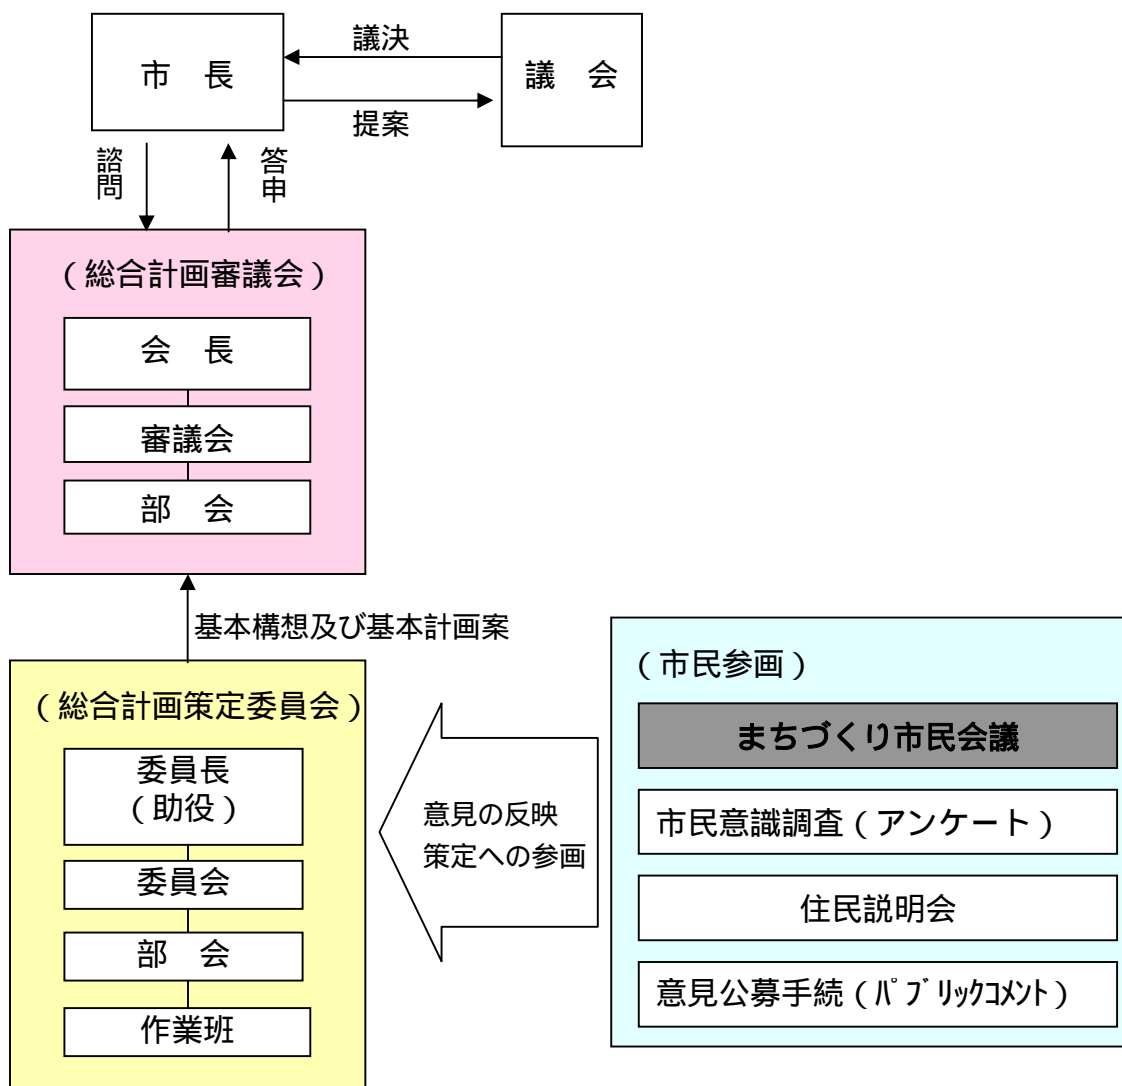 市　長
議決
提案
議　会
諮問
答申
（総合計画審議会）
会　長
審議会
部　会
基本構想及び基本計画案
（総合計画策定委員会）
委員長
（助役）
委員会
部　会
作業班
意見の反映
策定への参画
（市民参画）
まちづくり市民会議
市民意識調査（アンケート）
住民説明会
意見公募手続（ﾊﾟﾌﾞﾘｯｸｺﾒﾝﾄ）